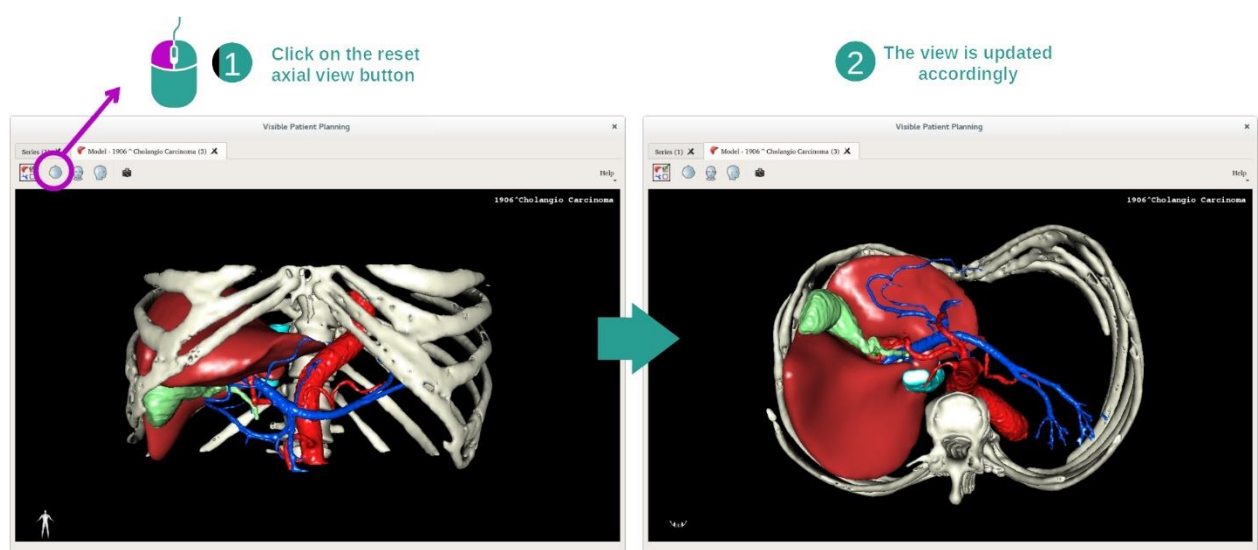 1
Click on the reset
axial view button
2
The view is updated
accordingly
Visible Patient Planning
×
Model - 1906 ^ Cholangio Carcinoma (3) X
Help
1906^Cholangio Carcinoma
Visible Patient Planning
×
Series (1) X
Model - 1906 ^ Cholangio Carcinoma (3) X
Help
1906^Cholangio Carcinoma